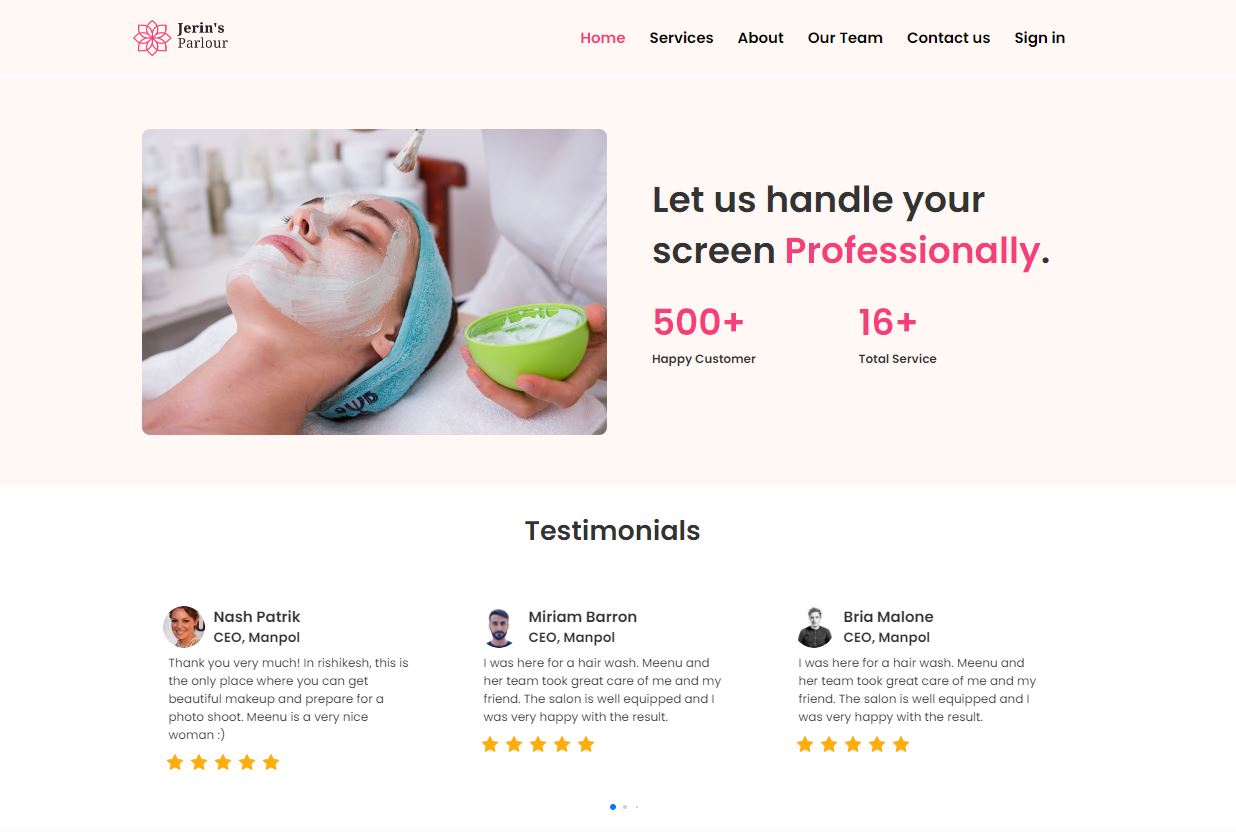 Jerin's
Parlour
Home Services About Our Team Contact us Sign in
Let us handle your
screen Professionally.
500+ 16+
Happy Customer Total Service
Testimonials
Nash Patrik
CEO, Manpol
Thank you very much! In rishikesh, this is
the only place where you can get
beautiful makeup and prepare for a
photo shoot. Meenu is a very nice
woman :)
Miriam Barron
CEO, Manpol
I was here for a hair wash. Meenu and
her team took great care of me and my
friend. The salon is well equipped and I
was very happy with the result.
Bria Malone
CEO, Manpol
I was here for a hair wash. Meenu and
her team took great care of me and my
friend. The salon is well equipped and I
was very happy with the result.